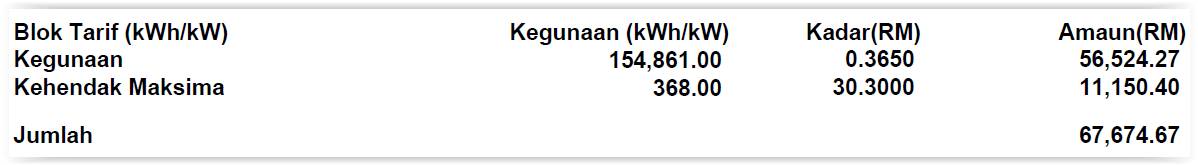 Blok Tarif (kWh/kW) Kegunaan (kWh/kW) Kadar(RM) Amaun(RM)
Kegunaan 154,861.00 0.3650 56,524.27
Kehendak Maksima 368.00 30.3000 11,150.40
Jumlah 67,674.67